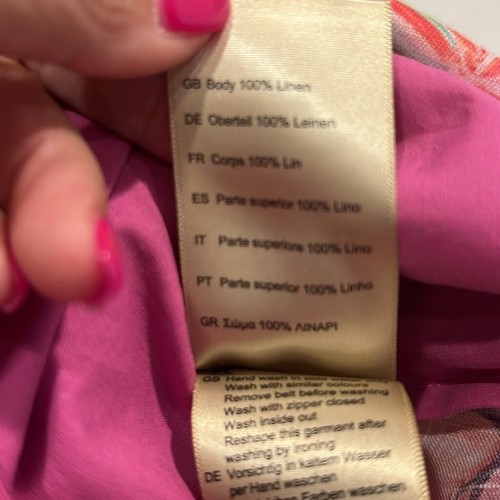 GB Body 100% Linen
DE Oberteil 100% Leinen
FR Corps 100% Lin
ES Parte superior 100% Lino
IT Parte superiore 100% Lino
PT Parte superior 100% Linho
GR Σώμα 100% ΛΙΝΑΡΙ
GB Hand wash in cold
Wash with similar colours
Remove belt before washing
Wash with zipper closed
Wash inside out
Reshape this garment after
washing by ironing
DE Vorsichtig in kaltem Wasser
per Hand waschen
Farben waschen